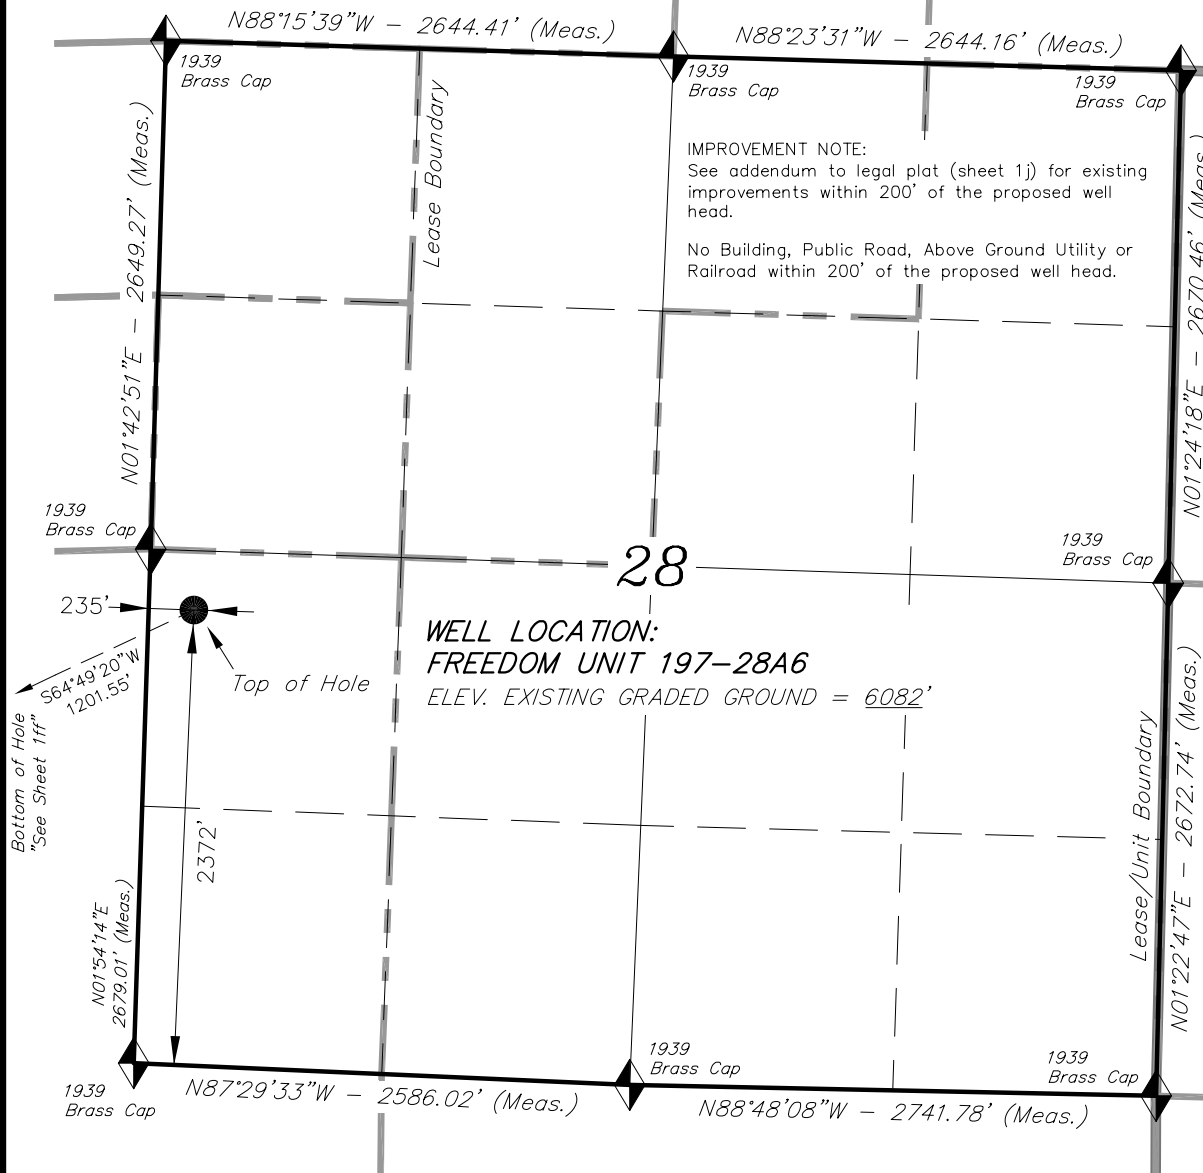 N88°15'39"W - 2644.41' (Meas.)
N88°23'31"W - 2644.16' (Meas.)
1939
Brass Cap
1939
Brass Cap
1939
Brass Cap
N01°42'51"E - 2649.27' (Meas.)
Lease Boundary
IMPROVEMENT NOTE:
See addendum to legal plat (sheet 1j) for existing
improvements within 200' of the proposed well
head.
No Building, Public Road, Above Ground Utility or
Railroad within 200' of the proposed well head.
N01°24'18"E - 2670.46' (Meas.)
1939
Brass Cap
1939
Brass Cap
28
235'
WELL LOCATION:
FREEDOM UNIT 197-28A6
ELEV. EXISTING GRADED GROUND = 6082'
Top of Hole
S64°49'20"W
1201.55'
Bottom of Hole
"See Sheet 1ff"
2372'
Lease/Unit Boundary
N01°22'47"E - 2672.74' (Meas.)
N01°54'14"E
2679.01' (Meas.)
1939
Brass Cap
1939
Brass Cap
1939
Brass Cap
N87°29'33"W - 2586.02' (Meas.)
N88°48'08"W - 2741.78' (Meas.)